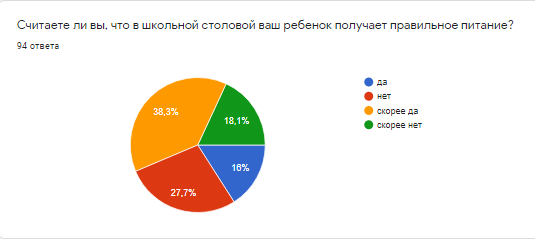 Считаете ли вы, что в школьной столовой ваш ребенок получает правильное питание?
94 ответа
38,3%
18,1%
16%
27,7%
да
нет
скорее да
скорее нет